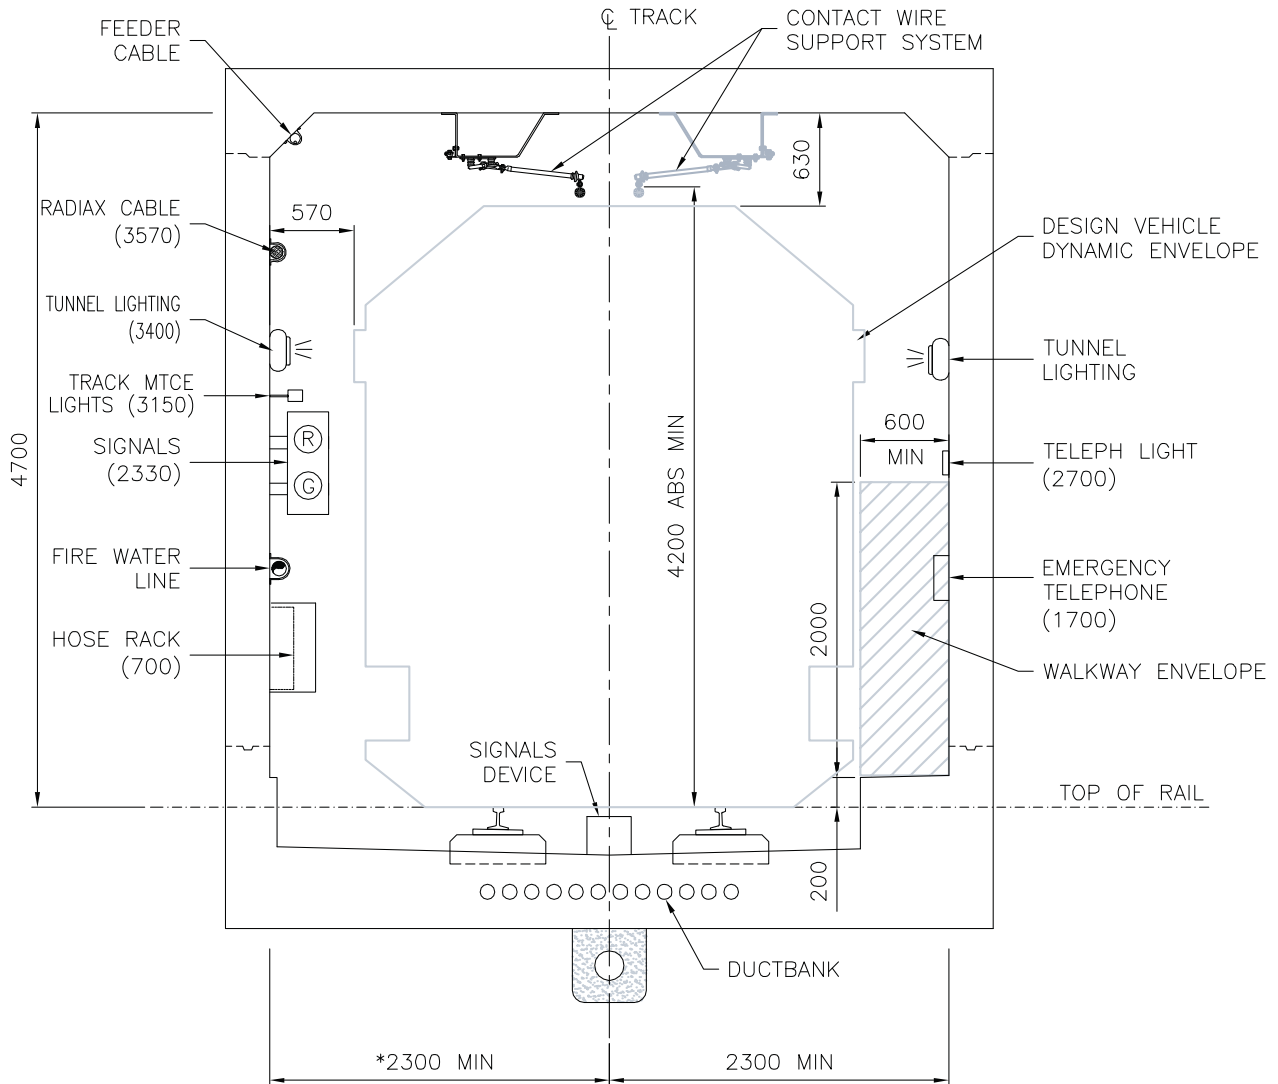 ℄ TRACK
FEEDER
CABLE
CONTACT WIRE
SUPPORT SYSTEM
630
RADIAX CABLE
(3570)
570
DESIGN VEHICLE
DYNAMIC ENVELOPE
TUNNEL LIGHTING
(3400)
TUNNEL
LIGHTING
TRACK MTCE
LIGHTS (3150)
4700
SIGNALS
(2330)
R
G
4200 ABS MIN
600
MIN
TELEPH LIGHT
(2700)
FIRE WATER
LINE
EMERGENCY
TELEPHONE
(1700)
2000
HOSE RACK
(700)
WALKWAY ENVELOPE
SIGNALS
DEVICE
TOP OF RAIL
200
DUCTBANK
*2300 MIN
2300 MIN